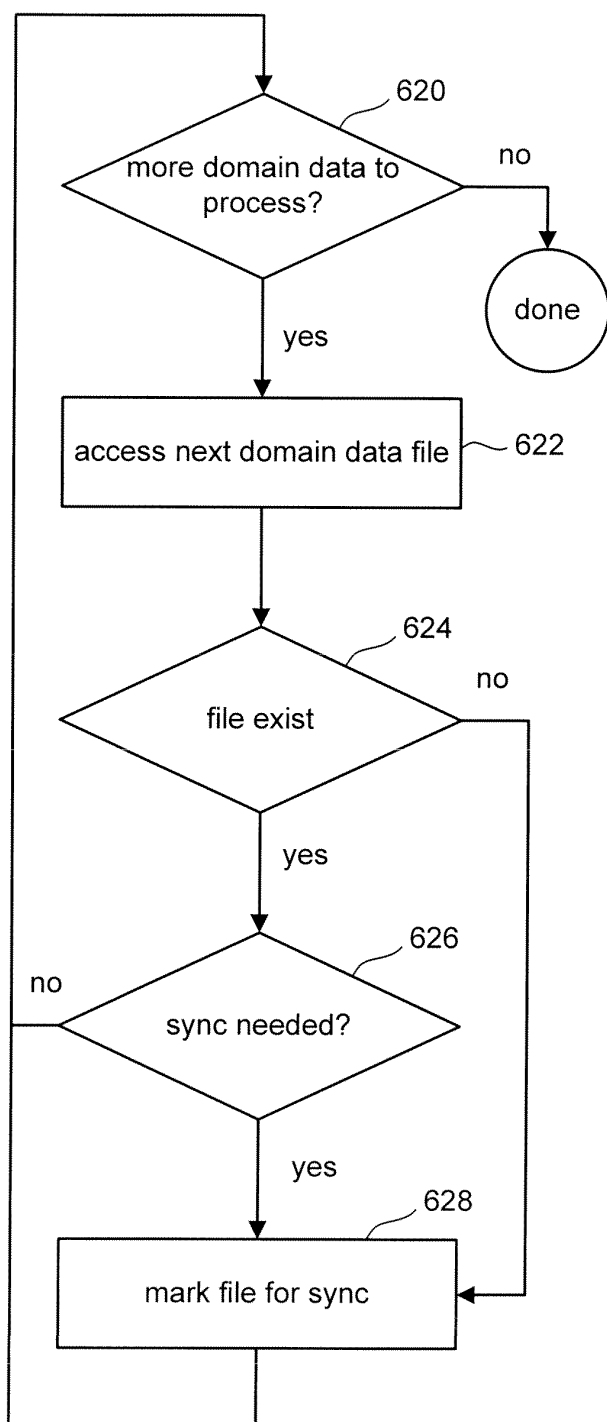 620
more domain data to
process?
no
done
yes
access next domain data file
622
624
no
file exist
yes
626
no
sync needed?
yes
628
mark file for sync